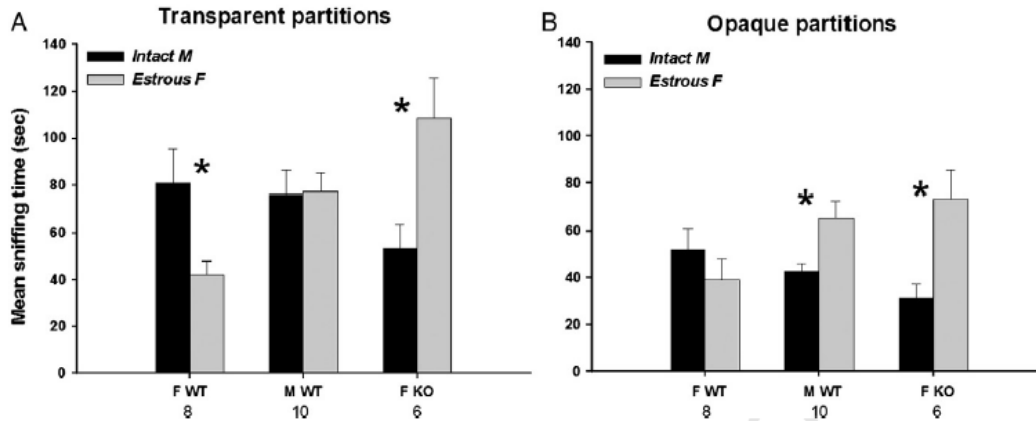 A
Transparent partitions
Intact M
Estrous F
Mean sniffing time (sec)
140
120
100
80
60
40
20
0
*
*
F WT
M WT
F KO
8
10
6
B
Opaque partitions
Intact M
Estrous F
140
120
100
80
60
40
20
0
*
*
F WT
M WT
F KO
8
10
6